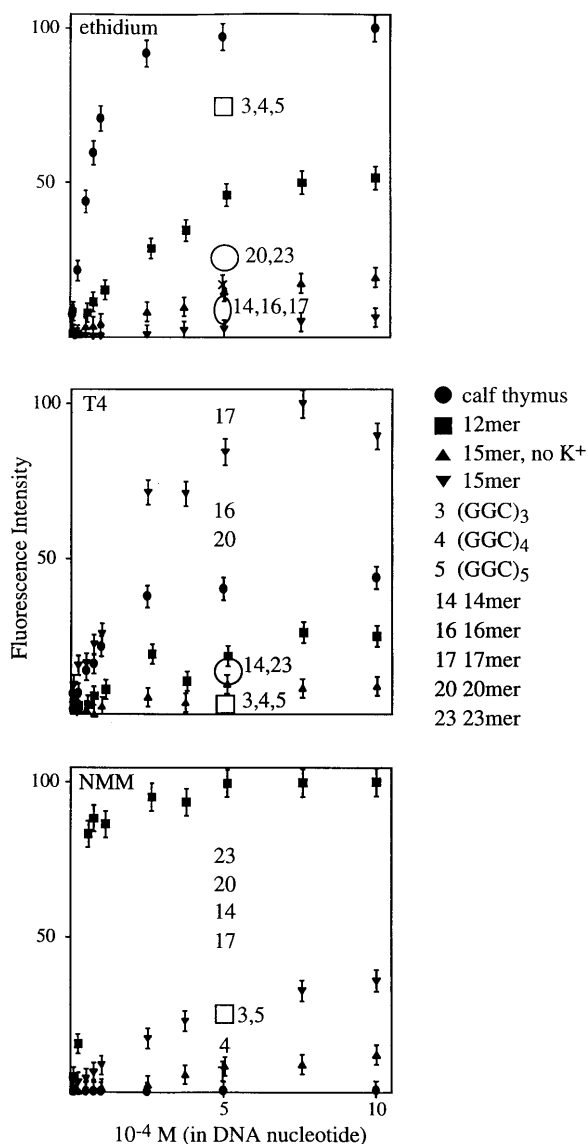 100
ethidium
3,4,5
50
20,23
14,16,17
100
T4
17
16
20
50
14,23
3,4,5
Fluorescence Intensity
calf thymus
12mer
15mer, no K+
15mer
3 (GGC)3
4 (GGC)4
5 (GGC)5
14 14mer
16 16mer
17 17mer
20 20mer
23 23mer
100
NMM
23
20
14
17
50
3,5
4
5
10
10-4 M (in DNA nucleotide)